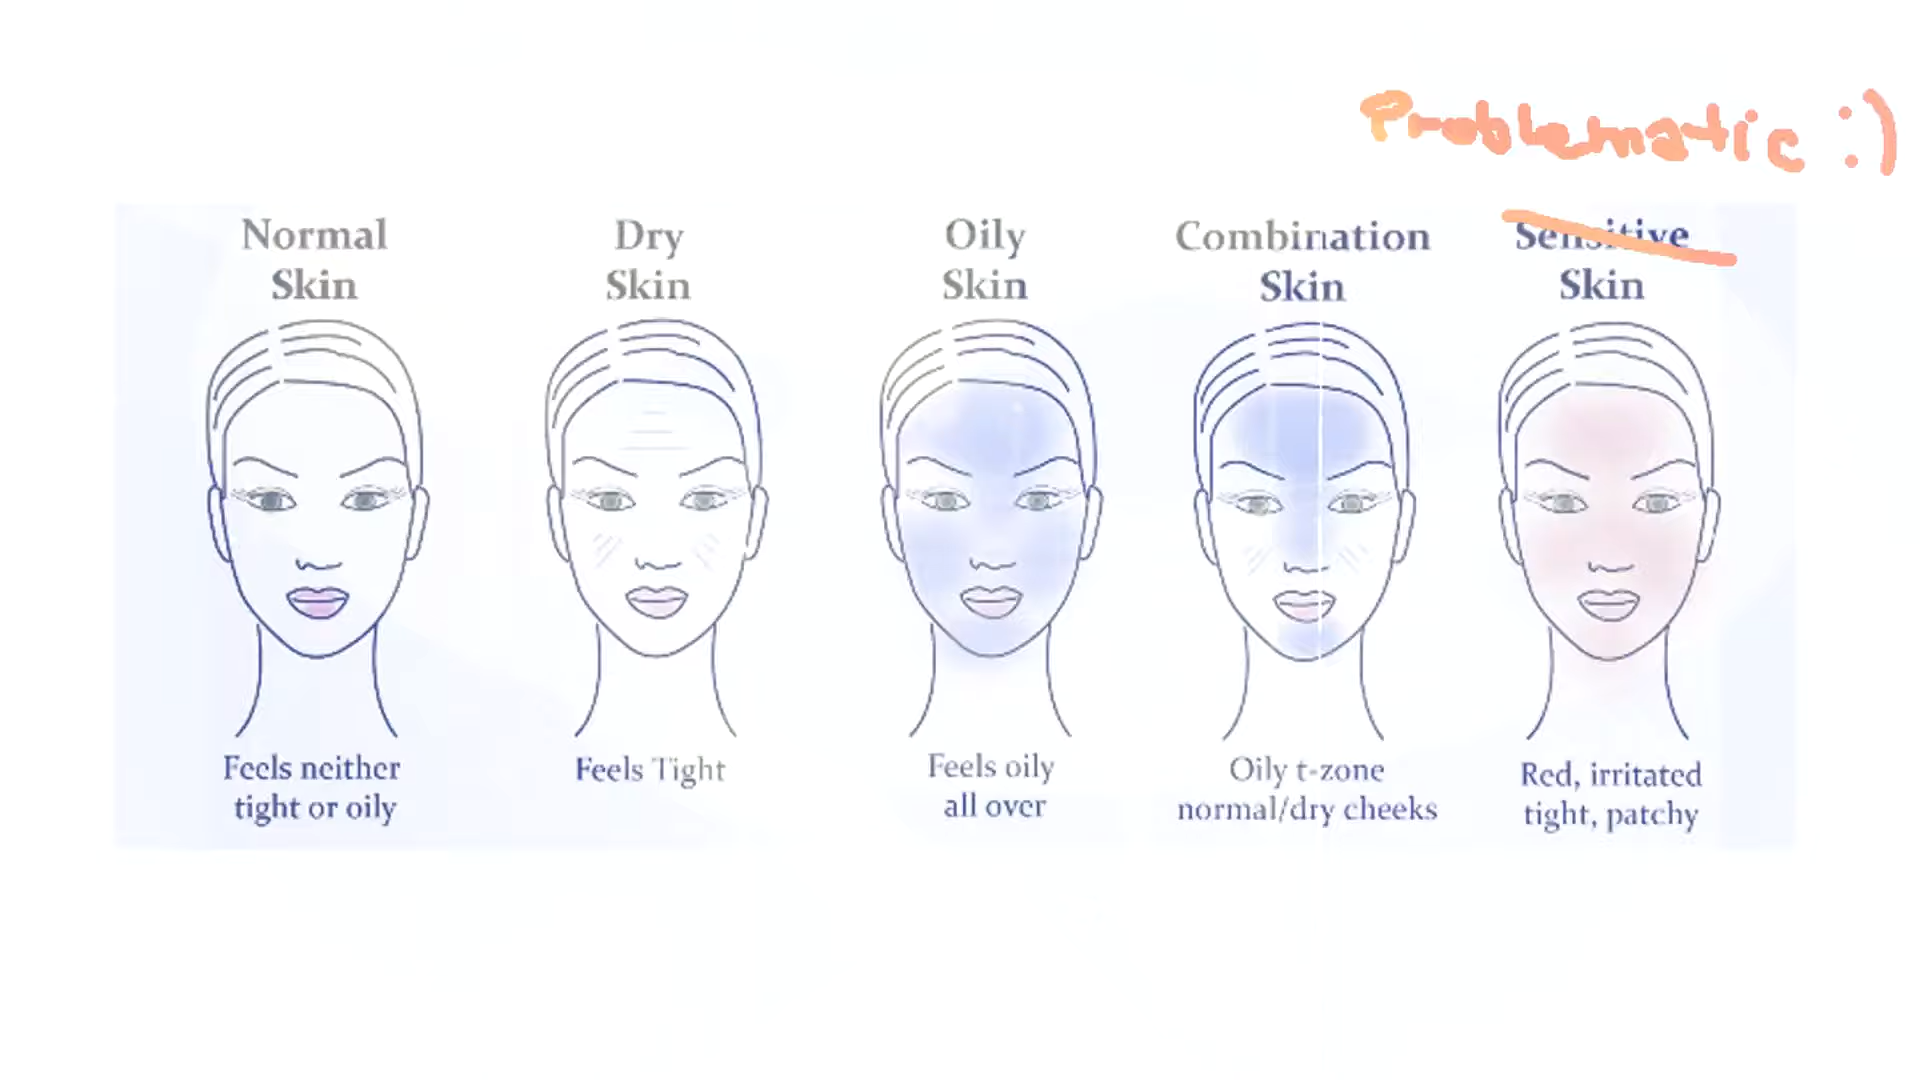 Problematic :)
Normal
Skin
Feels neither
tight or oily
Dry
Skin
Feels Tight
Oily
Skin
Feels oily
all over
Combination
Skin
Oily t-zone
normal/dry cheeks
Sensitive
Skin
Red, irritated
tight, patchy